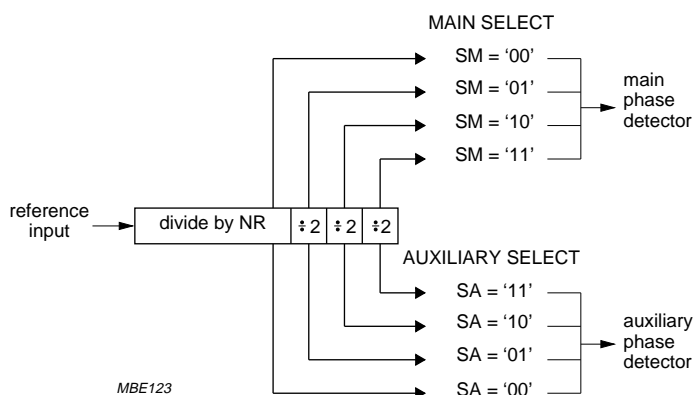 MAIN SELECT
SM = ‘00’
SM = ‘01’
SM = ‘10’
SM = ‘11’
main
phase
detector
reference
input
divide by NR
÷2
÷2
÷2
AUXILIARY SELECT
SA = ‘11’
SA = ‘10’
SA = ‘01’
SA = ‘00’
auxiliary
phase
detector
MBE123